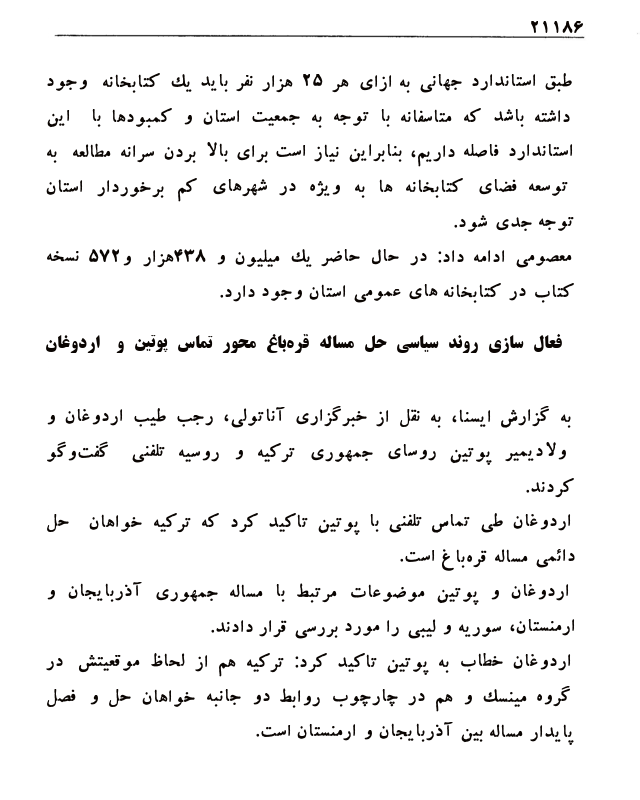 ۲۱۱۸۶
طبق استاندارد جهانی به ازای هر ۲۵ هزار نفر باید یك کتابخانه وجود
داشته باشد که متاسفانه با توجه به جمعیت استان و کمبودها با این
استاندارد فاصله داریم، بنابراین نیاز است برای بالا بردن سرانه مطالعه به
توسعه فضای کتابخانه ها به ویژه در شهرهای کم برخوردار استان
توجه جدی شود.
معصومی ادامه داد: در حال حاضر یك میلیون و ۴۳۸هزار و۵۷۲ نسخه
کتاب در کتابخانه های عمومی استان وجود دارد.
فعال سازی روند سیاسی حل مساله قره‌باغ محور تماس پوتین و اردوغان
به گزارش ایسنا، به نقل از خبرگزاری آناتولی، رجب طیب اردوغان و
ولادیمیر پوتین روسای جمهوری ترکیه و روسیه تلفنی گفت‌وگو
کردند.
اردوغان طی تماس تلفنی با پوتین تاکید کرد که ترکیه خواهان حل
دائمی مساله قره‌باغ است.
اردوغان و پوتین موضوعات مرتبط با مساله جمهوری آذربایجان و
ارمنستان، سوریه و لیبی را مورد بررسی قرار دادند.
اردوغان خطاب به پوتین تاکید کرد: ترکیه هم از لحاظ موقعیتش در
گروه مینسك و هم در چارچوب روابط دو جانبه خواهان حل و فصل
پایدار مساله بین آذربایجان و ارمنستان است.